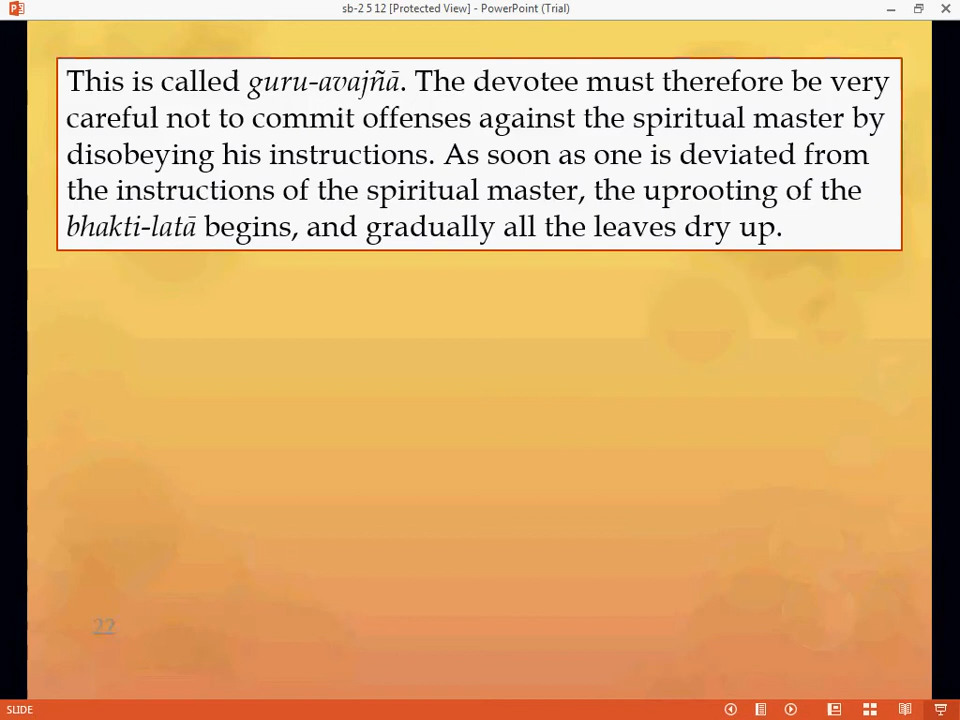 sb-2 5 12 [Protected View] - PowerPoint (Trial)
This is called guru-avajñā. The devotee must therefore be very
careful not to commit offenses against the spiritual master by
disobeying his instructions. As soon as one is deviated from
the instructions of the spiritual master, the uprooting of the
bhakti-latā begins, and gradually all the leaves dry up.
22
SLIDE